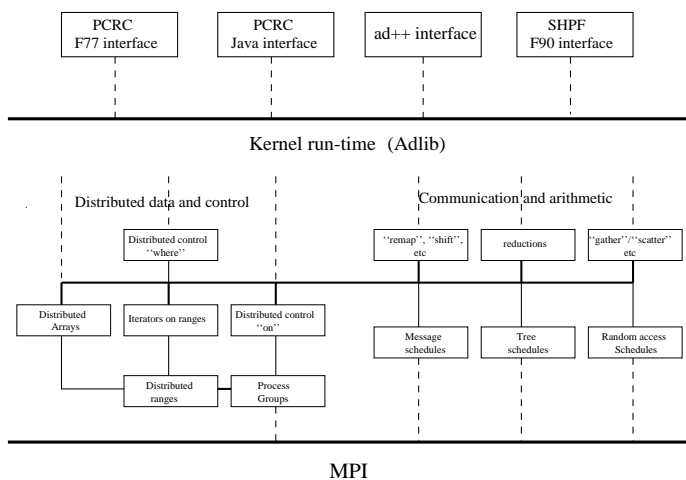 PCRC
F77 interface
PCRC
Java interface
ad++ interface
SHPF
F90 interface
Kernel run-time (Adlib)
Distributed data and control
Communication and arithmetic
Distributed control
‘‘where’’
‘‘remap’’, ‘‘shift’’,
etc
reductions
‘‘gather’’/‘‘scatter’’
etc
Distributed
Arrays
Iterators on ranges
Distributed control
‘‘on’’
Message
schedules
Tree
schedules
Random access
Schedules
Distributed
ranges
Process
Groups
MPI